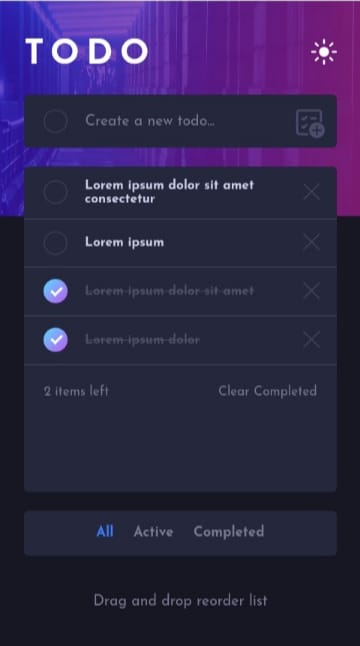 TODO
Create a new todo...
Lorem ipsum dolor sit amet
consectetur
Lorem ipsum
Lorem ipsum dolor sit amet
Lorem ipsum dolor
2 items left Clear Completed
All Active Completed
Drag and drop reorder list